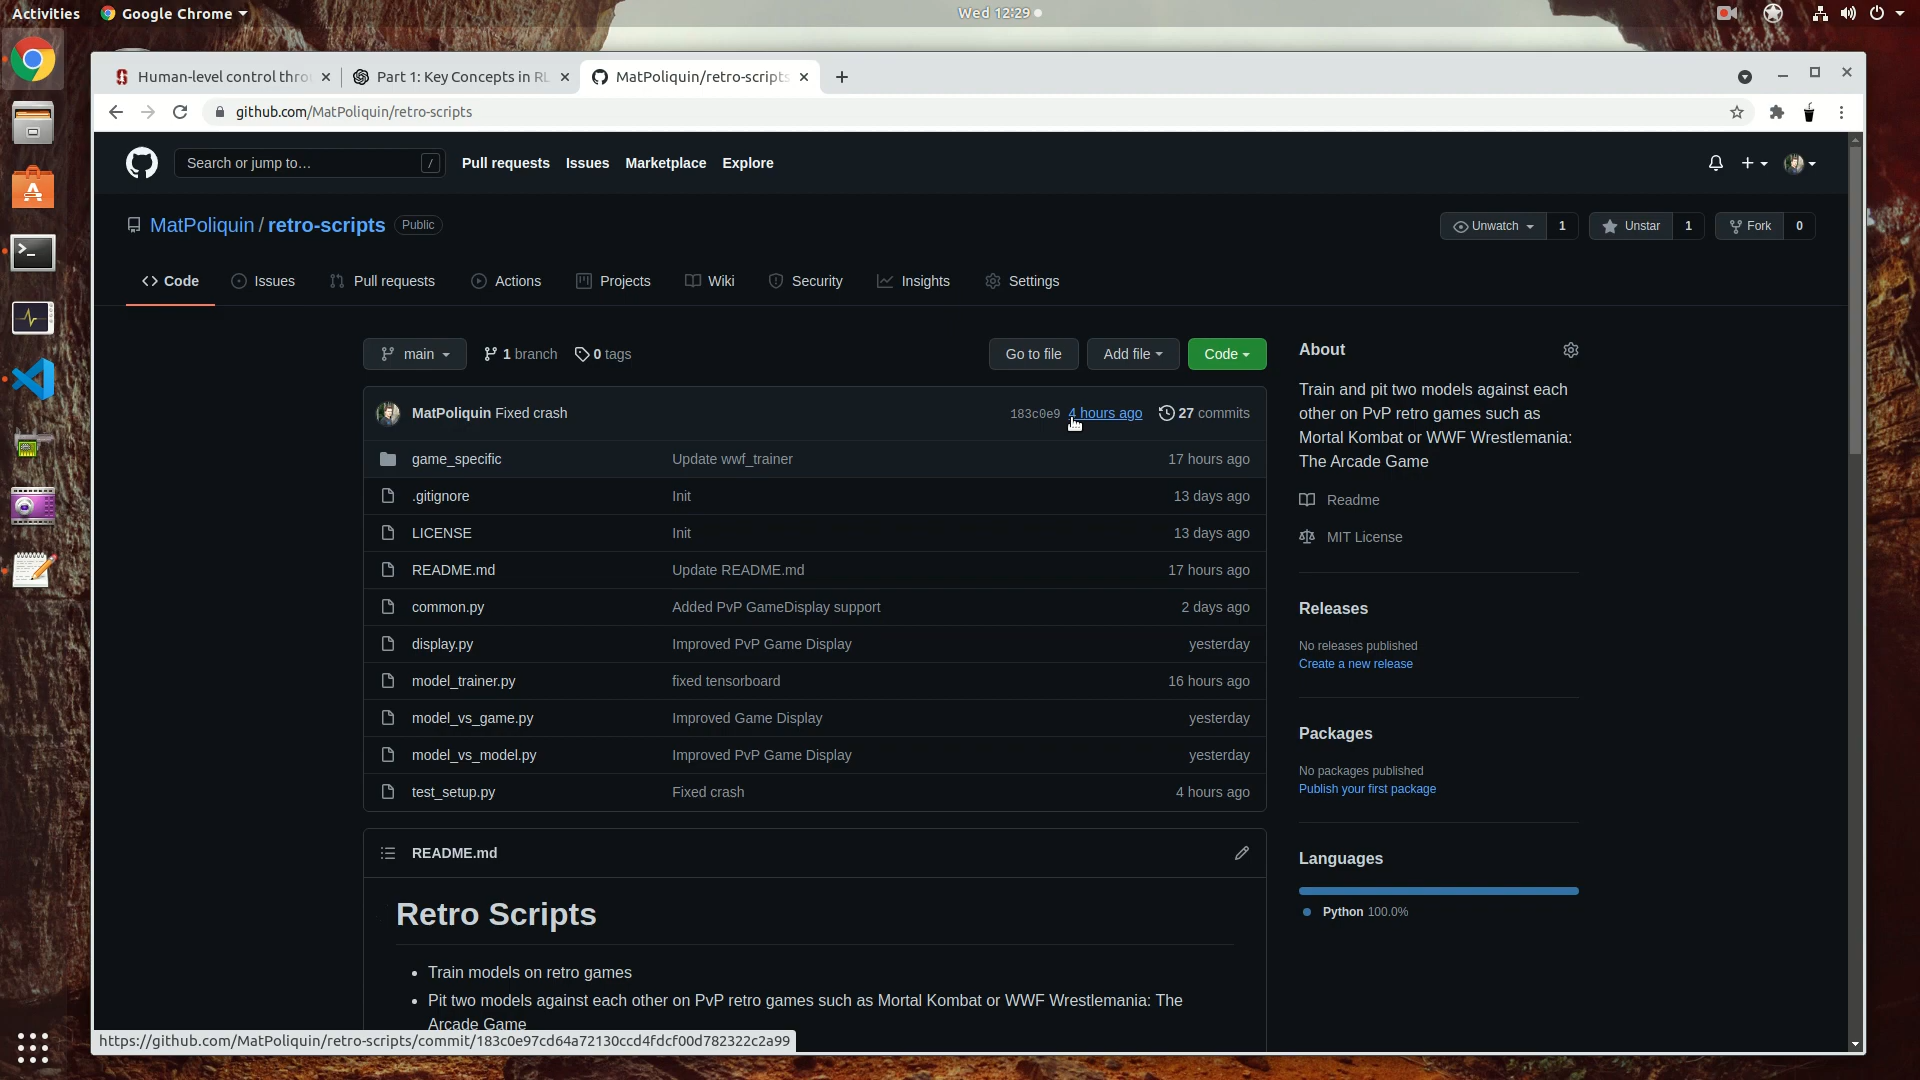 Activities Google Chrome Wed 12:29
Human-level control thro Part 1: Key Concepts in RL MatPoliquin/retro-scripts
github.com/MatPoliquin/retro-scripts
Search or jump to… / Pull requests Issues Marketplace Explore
MatPoliquin / retro-scripts Public Unwatch 1 Unstar 1 Fork 0
Code Issues Pull requests Actions Projects Wiki Security Insights Settings
main 1 branch 0 tags Go to file Add file Code
MatPoliquin Fixed crash 183c0e9 4 hours ago 27 commits
game_specific Update wwf_trainer 17 hours ago
.gitignore Init 13 days ago
LICENSE Init 13 days ago
README.md Update README.md 17 hours ago
common.py Added PvP GameDisplay support 2 days ago
display.py Improved PvP Game Display yesterday
model_trainer.py fixed tensorboard 16 hours ago
model_vs_game.py Improved Game Display yesterday
model_vs_model.py Improved PvP Game Display yesterday
test_setup.py Fixed crash 4 hours ago
README.md
Retro Scripts
Train models on retro games
Pit two models against each other on PvP retro games such as Mortal Kombat or WWF Wrestlemania: The
Arcade Game
About
Train and pit two models against each
other on PvP retro games such as
Mortal Kombat or WWF Wrestlemania:
The Arcade Game
Readme
MIT License
Releases
No releases published
Create a new release
Packages
No packages published
Publish your first package
Languages
Python 100.0%
https://github.com/MatPoliquin/retro-scripts/commit/183c0e97cd64a72130ccd4fdcf00d782322c2a99